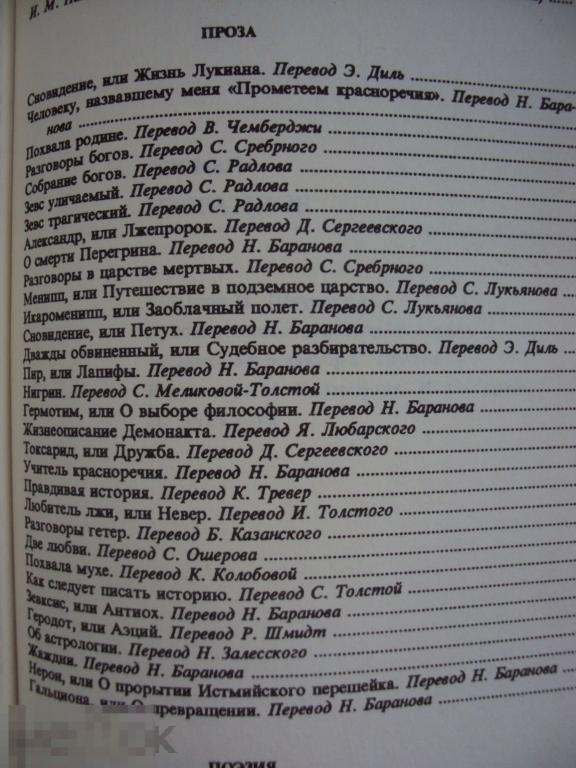 И. М.
ПРОЗА
Сновидение, или Жизнь Лукиана. Перевод Э. Диль
Человеку, назвавшему меня «Прометеем красноречия». Перевод Н. Бара-
нова
Похвала родине. Перевод В. Чемберджи
Разговоры богов. Перевод С. Сребрного
Собрание богов. Перевод С. Радлова
Зевс уличаемый. Перевод С. Радлова
Зевс трагический. Перевод С. Радлова
Александр, или Лжепророк. Перевод Д. Сергеевского
О смерти Перегрина. Перевод Н. Баранова
Разговоры в царстве мертвых. Перевод С. Сребрного
Менипп, или Путешествие в подземное царство. Перевод С. Лукьянова
Икароменипп, или Заоблачный полет. Перевод С. Лукьянова
Сновидение, или Петух. Перевод Н. Баранова
Дважды обвиненный, или Судебное разбирательство. Перевод Э. Диль
Пир, или Лапифы. Перевод Н. Баранова
Нигрин. Перевод С. Меликовой-Толстой
Гермотим, или О выборе философии. Перевод Н. Баранова
Жизнеописание Демонакта. Перевод Я. Любарского
Токсарид, или Дружба. Перевод Д. Сергеевского
Учитель красноречия. Перевод Н. Баранова
Правдивая история. Перевод К. Тревер
Любитель лжи, или Невер. Перевод И. Толстого
Разговоры гетер. Перевод Б. Казанского
Две любви. Перевод С. Ошерова
Похвала мухе. Перевод К. Колобовой
Как следует писать историю. Перевод С. Толстой
Зевксис, или Антиох. Перевод Н. Баранова
Геродот, или Аэций. Перевод Р. Шмидт
Об астрологии. Перевод Н. Залесского
Жаждни. Перевод Н. Баранова
Нерон, или О прорытии Истмийского перешейка. Перевод Н. Баранова
Гальциона, или О превращении. Перевод Н. Баранова
ПОЭЗИЯ